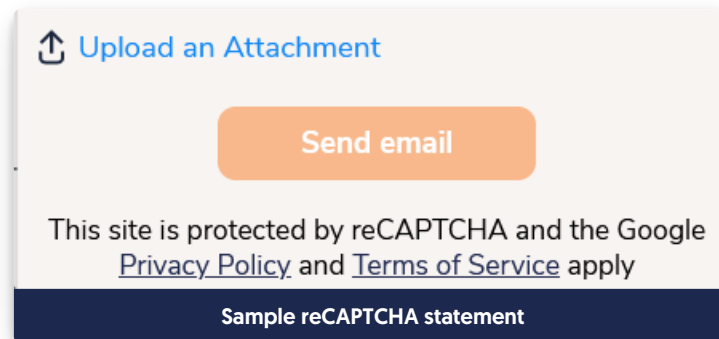 Upload an Attachment
Send email
This site is protected by reCAPTCHA and the Google
Privacy Policy and Terms of Service apply
Sample reCAPTCHA statement